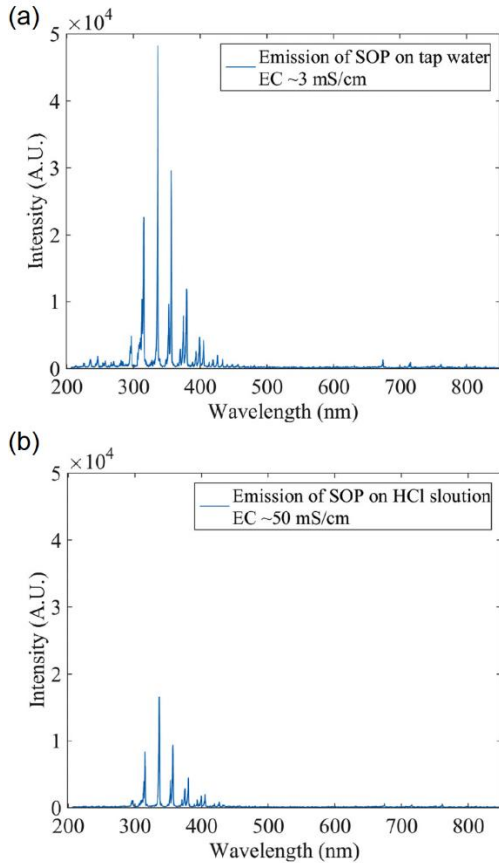 (a)
×10⁴
5
4
3
2
1
0
Intensity (A.U.)
Emission of SOP on tap water
EC ~3 mS/cm
200 300 400 500 600 700 800
Wavelength (nm)
(b)
×10⁴
5
4
3
2
1
0
Intensity (A.U.)
Emission of SOP on HCl sloution
EC ~50 mS/cm
200 300 400 500 600 700 800
Wavelength (nm)